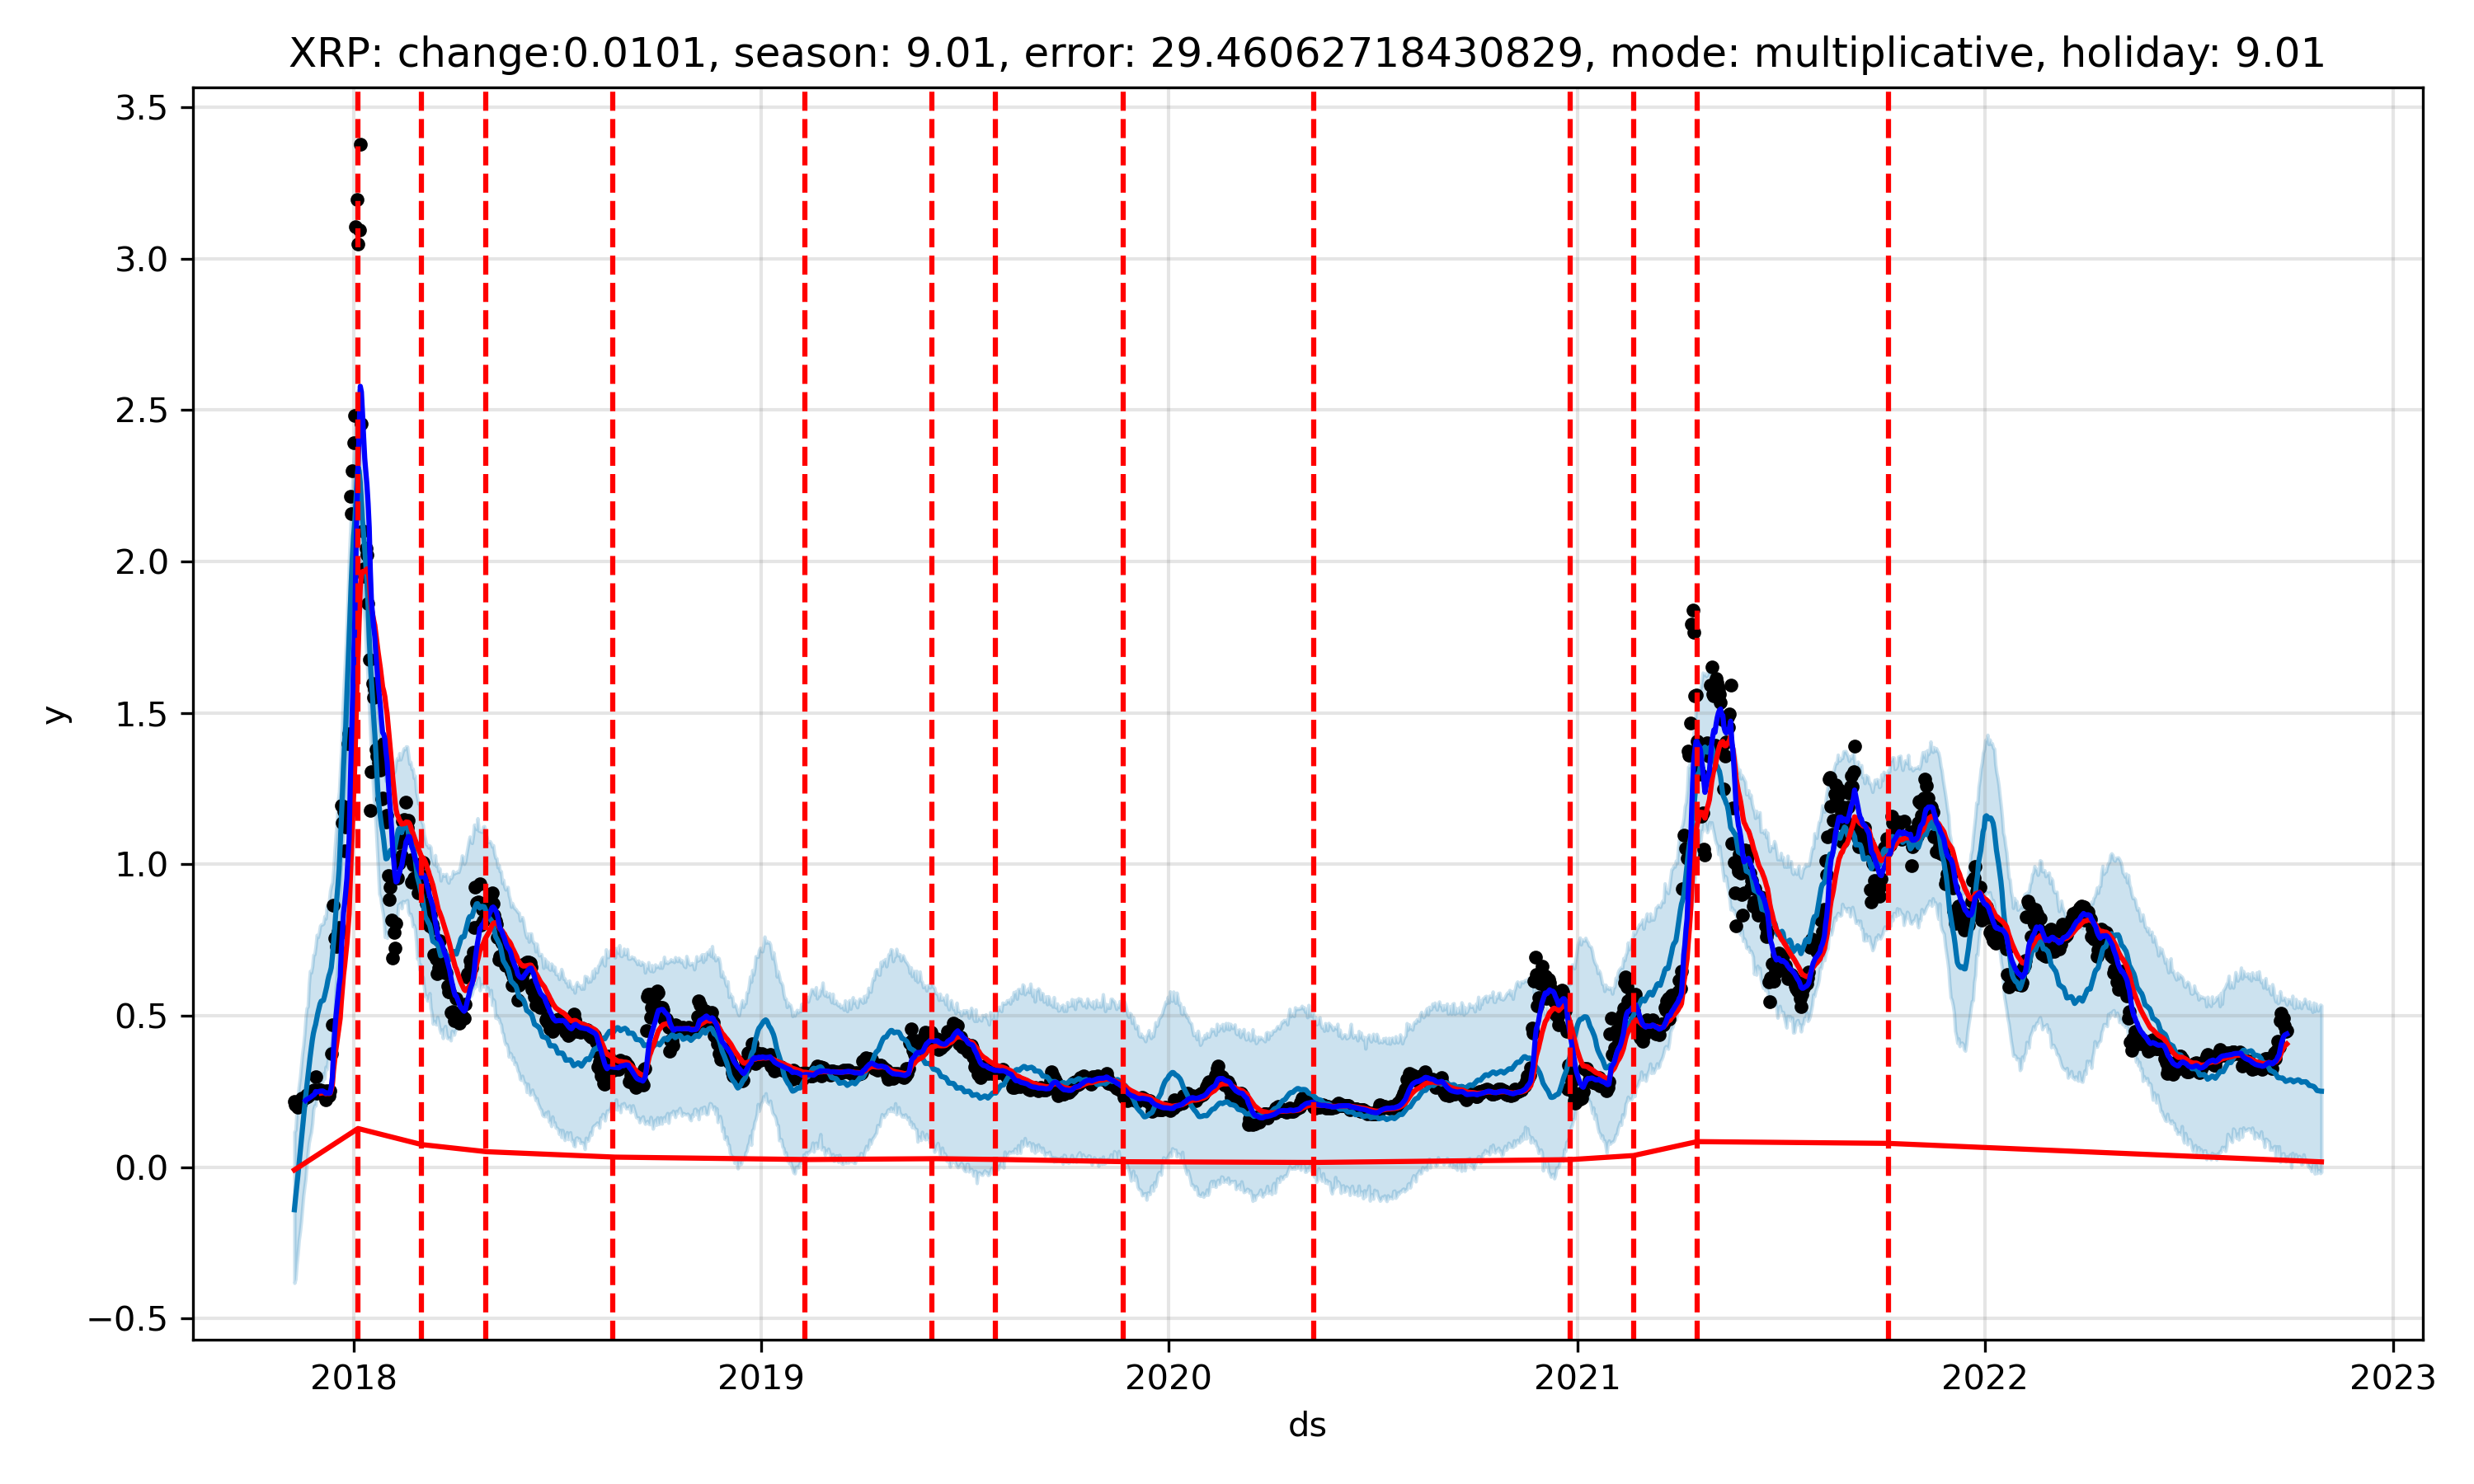 XRP: change:0.0101, season: 9.01, error: 29.46062718430829, mode: multiplicative, holiday: 9.01
3.5
3.0
2.5
2.0
1.5
1.0
0.5
0.0
−0.5
y
2018 2019 2020 2021 2022 2023
ds